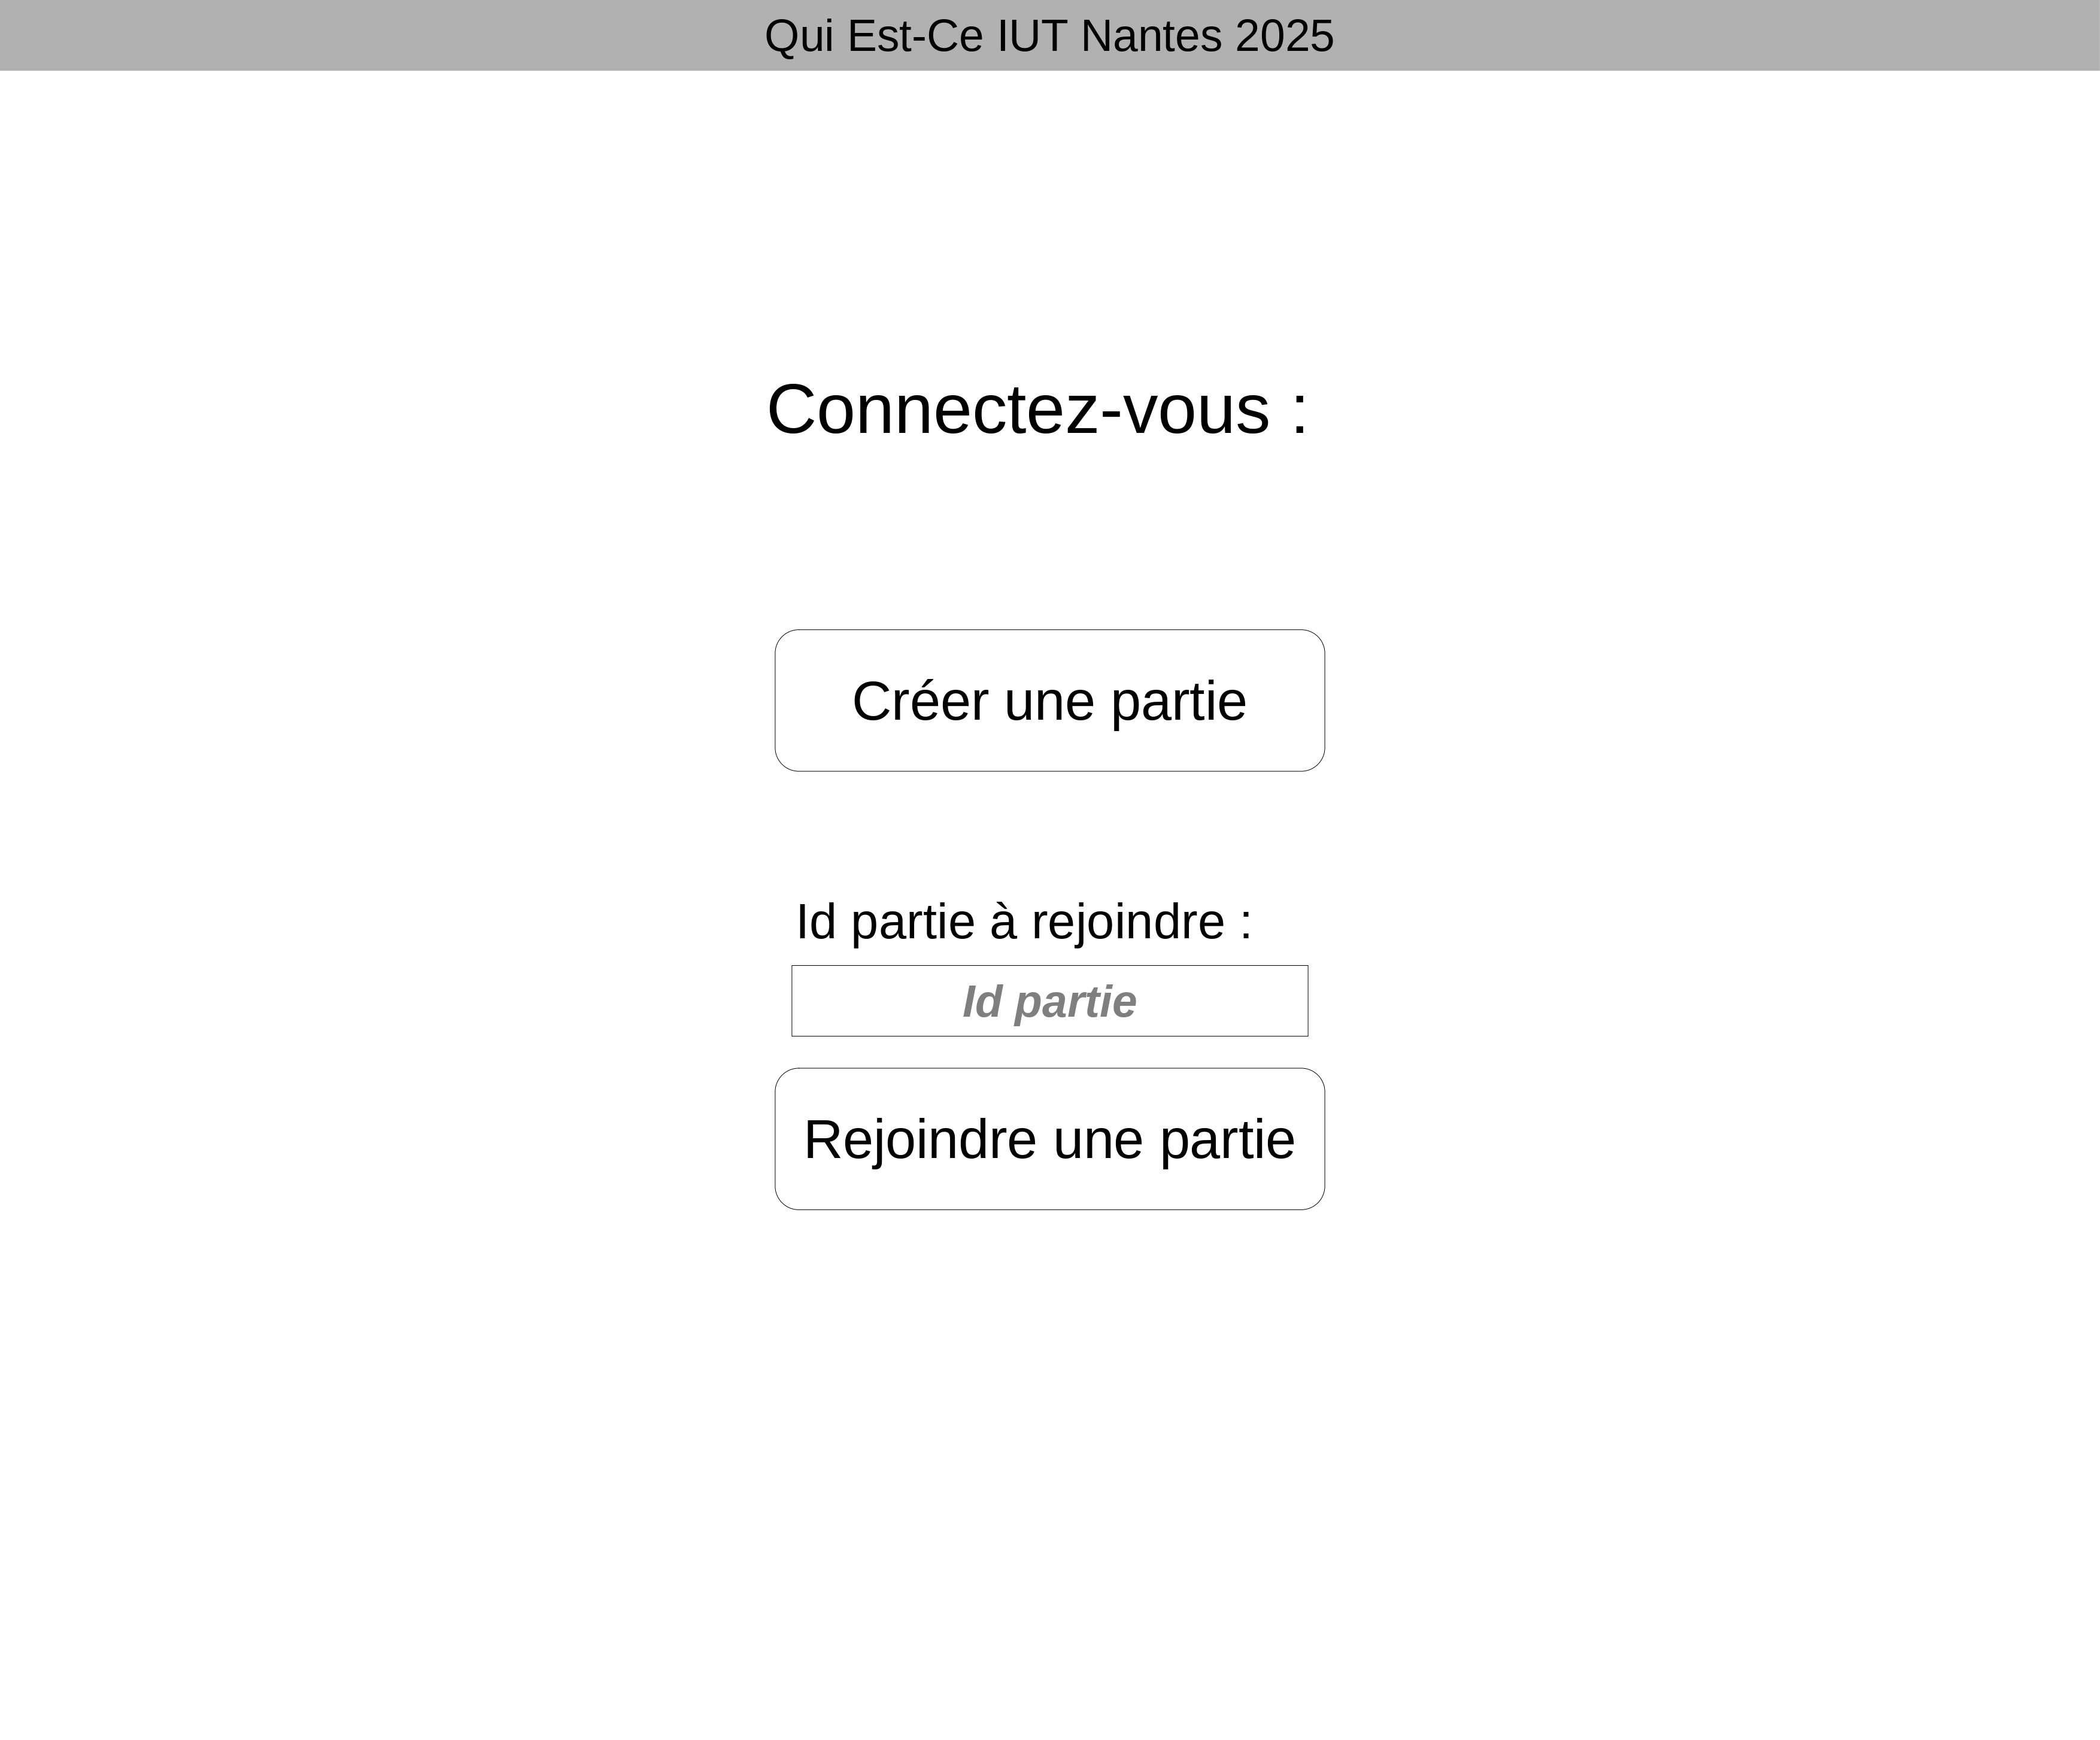 Qui Est-Ce IUT Nantes 2025
Connectez-vous :
Créer une partie
Id partie à rejoindre :
Id partie
Rejoindre une partie